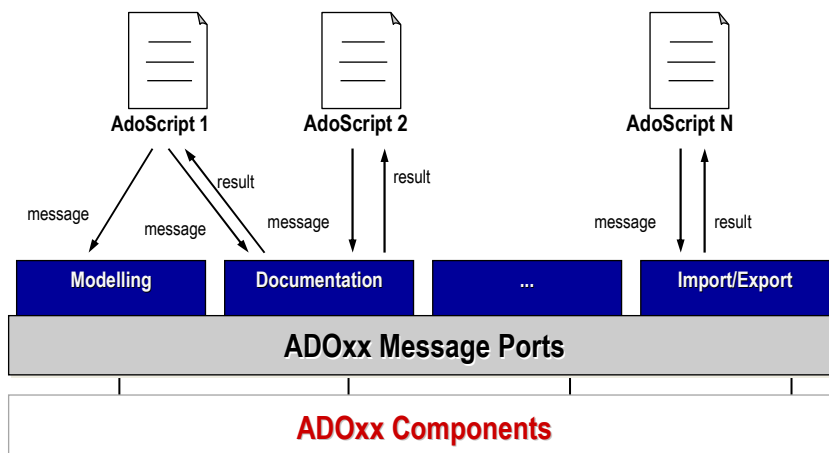 AdoScript 1
AdoScript 2
AdoScript N
result
result
message
message
message
message
result
Modelling
Documentation
...
Import/Export
ADOxx Message Ports
ADOxx Components